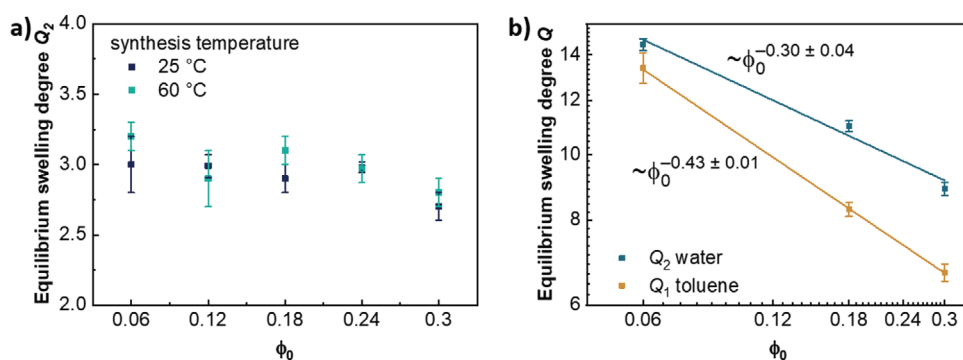 a)
Equilibrium swelling degree Q₂
4.0
3.5
3.0
2.5
2.0
synthesis temperature
25 °C
60 °C
0.06 0.12 0.18 0.24 0.3
ϕ₀
b)
Equilibrium swelling degree Q
14
12
10
8
6
~ϕ₀^−0.30 ± 0.04
~ϕ₀^−0.43 ± 0.01
Q₂ water
Q₁ toluene
0.06 0.12 0.18 0.24 0.3
ϕ₀